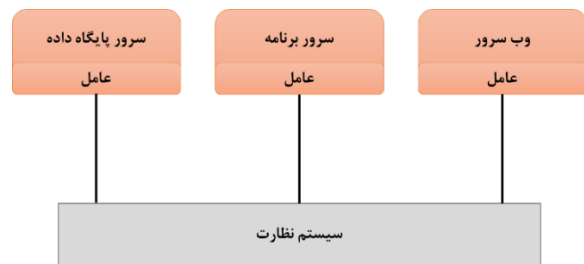 وب سرور
عامل
سرور برنامه
عامل
سرور پایگاه داده
عامل
سیستم نظارت